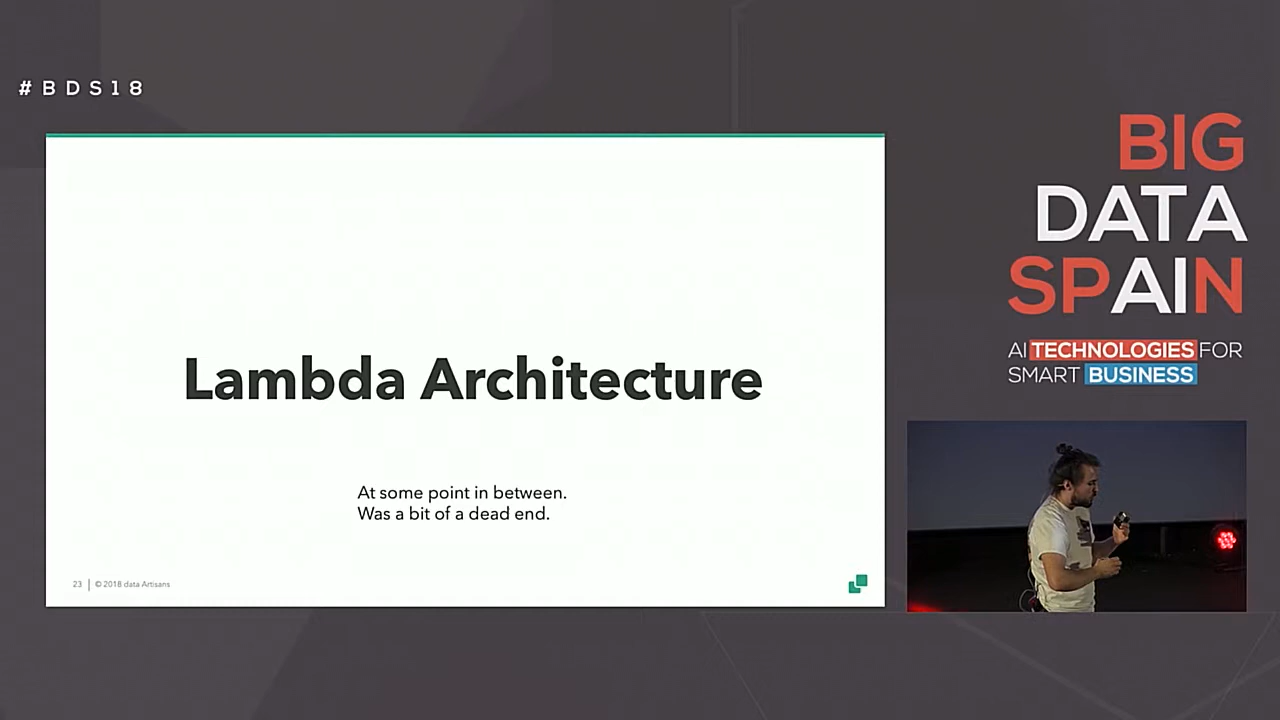 #BDS18
BIG
DATA
SPAIN
AI TECHNOLOGIES FOR
SMART BUSINESS
Lambda Architecture
At some point in between.
Was a bit of a dead end.
23 | © 2018 data Artisans